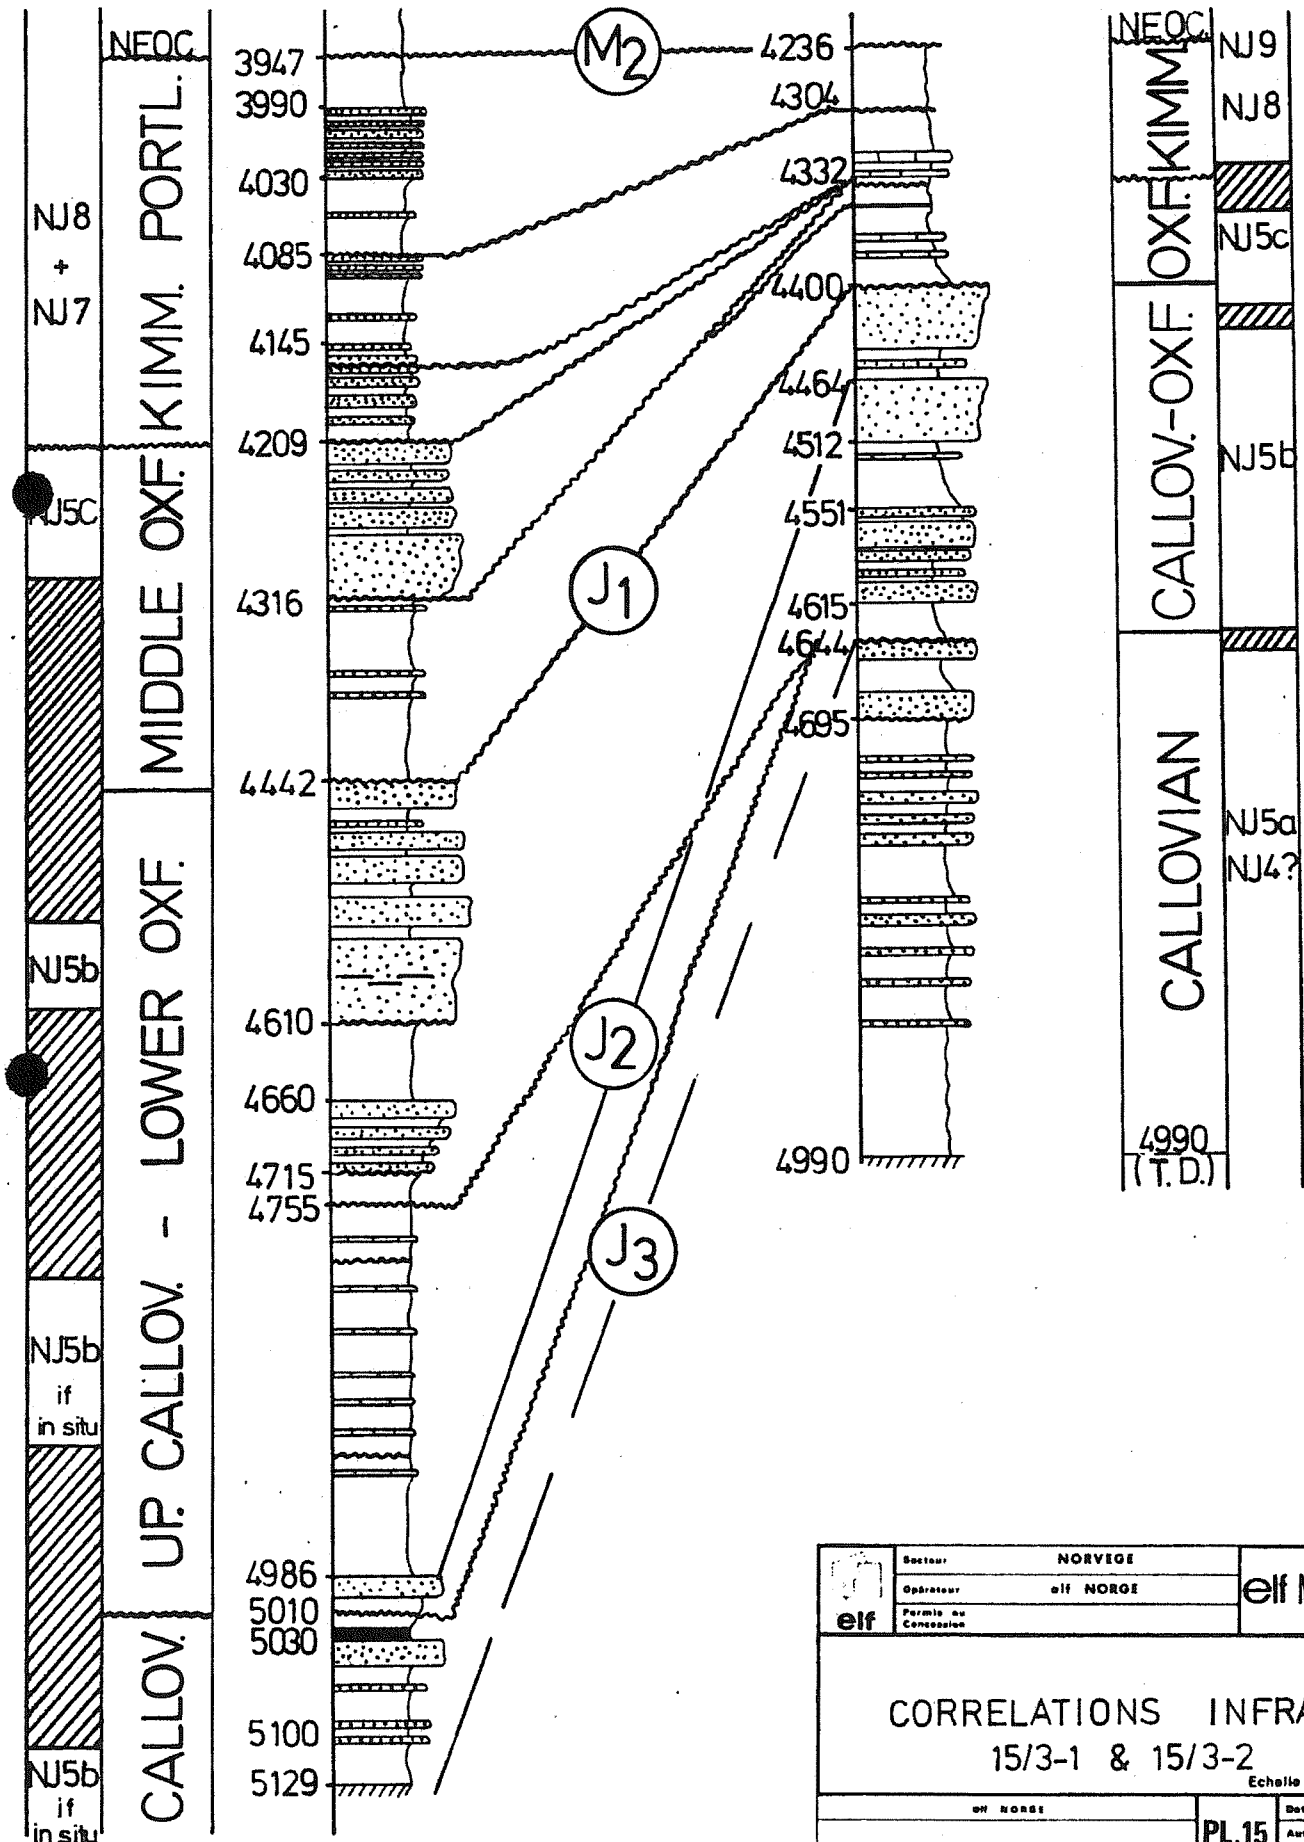 NEOC.
KIMM. PORTL.
MIDDLE OXF.
UP. CALLOV. - LOWER OXF.
CALLOV.
NJ8
+
NJ7
NJ5C
NJ5b
NJ5b
if
in situ
NJ5b
if
in situ
3947
3990
4030
4085
4145
4209
4316
4442
4610
4660
4715
4755
4986
5010
5030
5100
5129
M2
J1
J2
J3
4236
4304
4332
4400
4464
4512
4551
4615
4644
4695
4990
NEOC.
KIMM.
OXF.
CALLOV.-OXF.
CALLOVIAN
4990
(T.D.)
NJ9
NJ8
NJ5c
NJ5b
NJ5a
NJ4?
elf
Secteur NORVEGE
Opérateur elf NORGE
Permis ou
Concession
elf
CORRELATIONS INFRA
15/3-1 & 15/3-2
Echelle
elf NORGE
PL.15